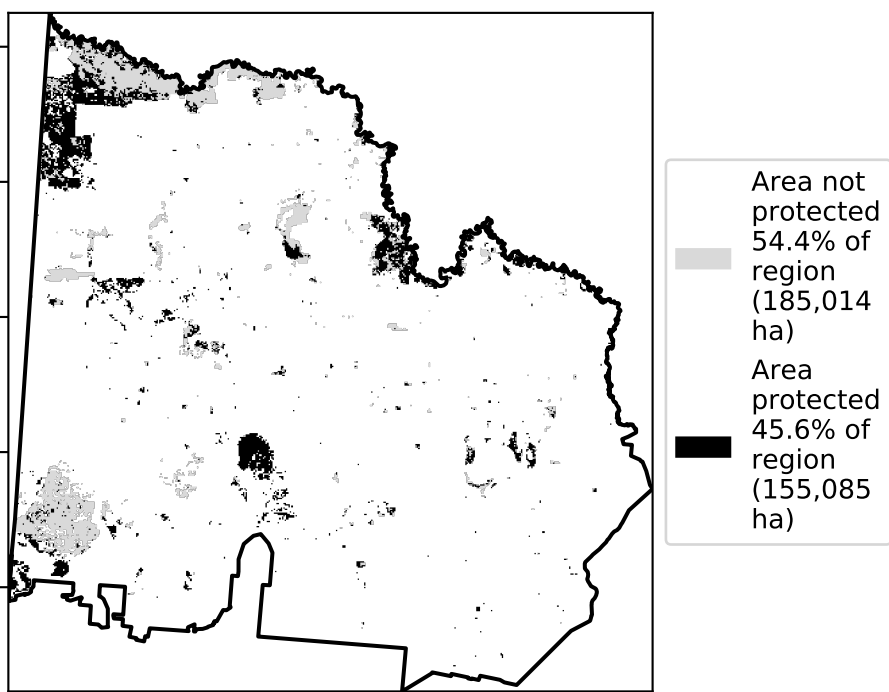 Area not
protected
54.4% of
region
(185,014
ha)
Area
protected
45.6% of
region
(155,085
ha)